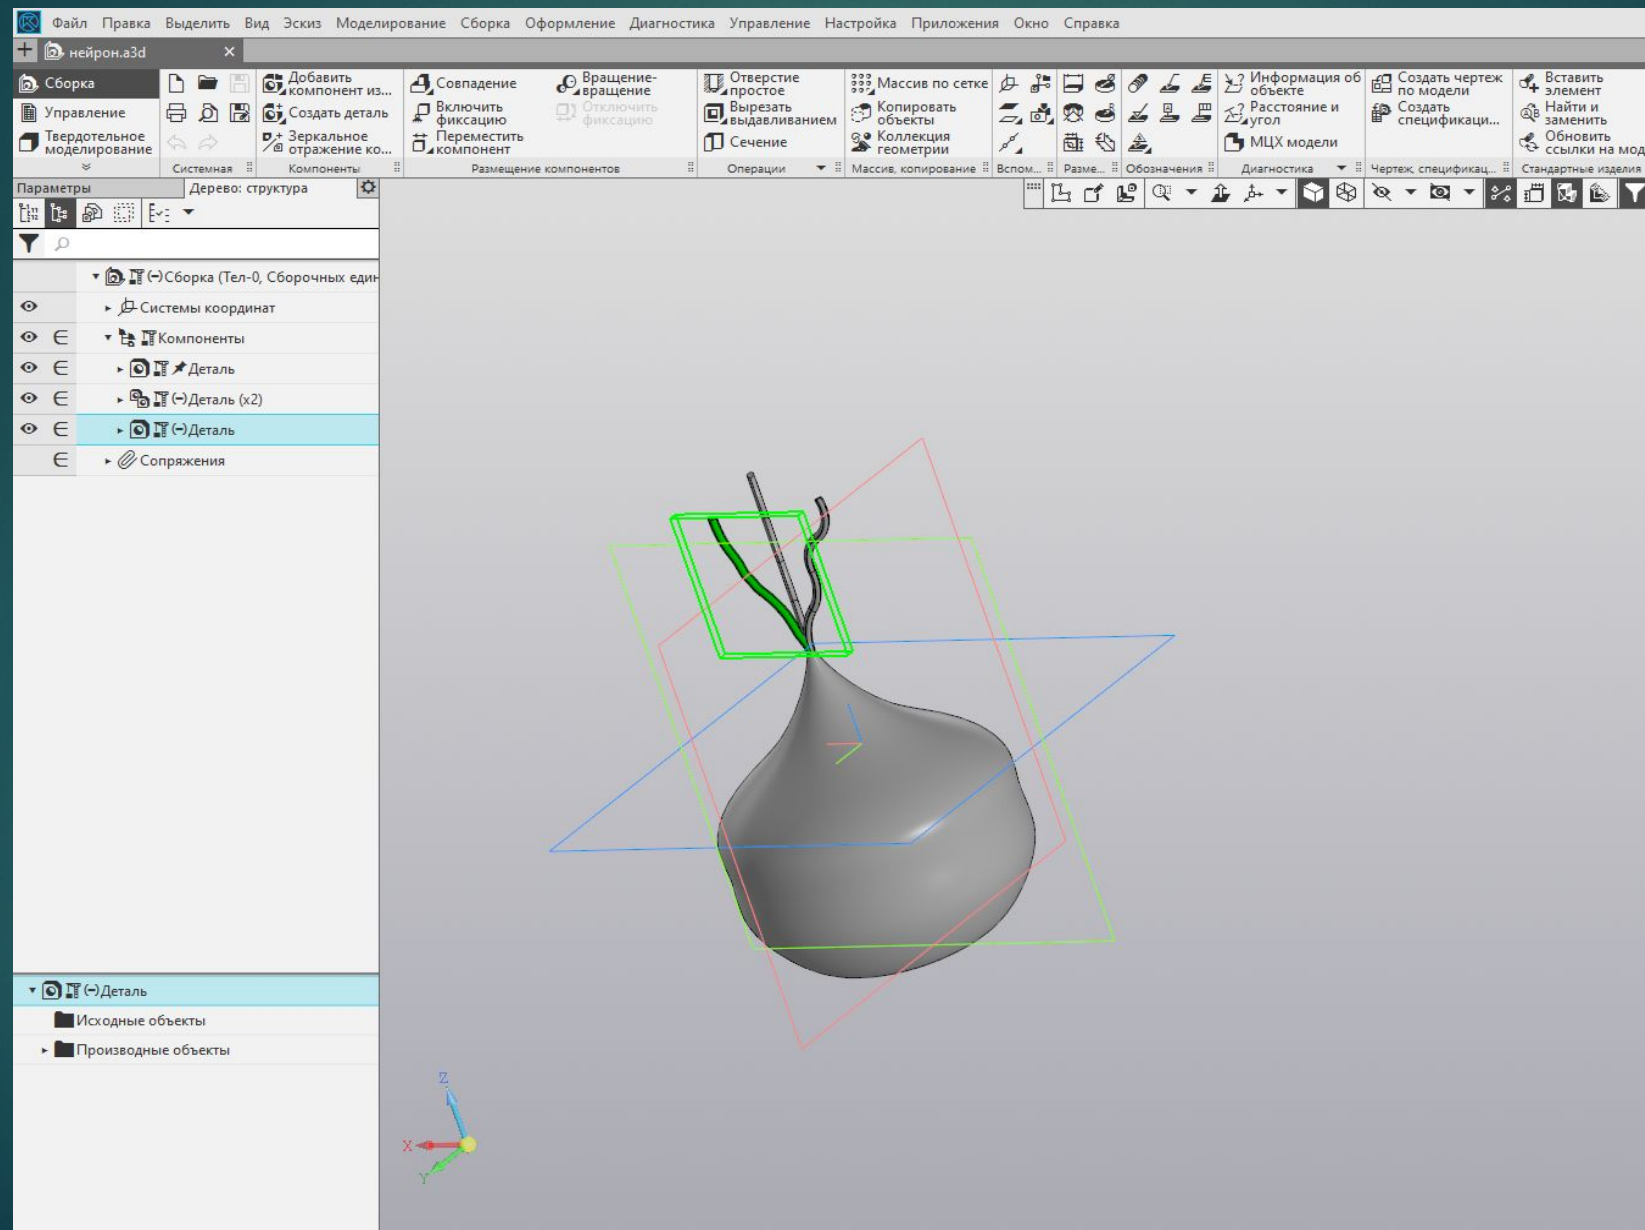 Файл Правка Выделить Вид Эскиз Моделирование Сборка Оформление Диагностика Управление Настройка Приложения Окно Справка
нейрон.a3d
Сборка
Управление
Твердотельное
моделирование
Системная
Добавить
компонент из...
Создать деталь
Зеркальное
отражение ко...
Компоненты
Совпадение
Включить
фиксацию
Переместить
компонент
Вращение-
вращение
Отключить
фиксацию
Размещение компонентов
Отверстие
простое
Вырезать
выдавливанием
Сечение
Операции
Массив по сетке
Копировать
объекты
Коллекция
геометрии
Массив, копирование
Вспом...
Разме...
Обозначения
Информация об
объекте
Расстояние и
угол
МЦХ модели
Диагностика
Создать чертеж
по модели
Создать
спецификаци...
Чертеж, спецификац...
Вставить
элемент
Найти и
заменить
Обновить
ссылки на мод
Стандартные изделия
Параметры
Дерево: структура
(-)Сборка (Тел-0, Сборочных един
Системы координат
Компоненты
Деталь
(-)Деталь (x2)
(-)Деталь
Сопряжения
(-)Деталь
Исходные объекты
Производные объекты
Z
X
Y